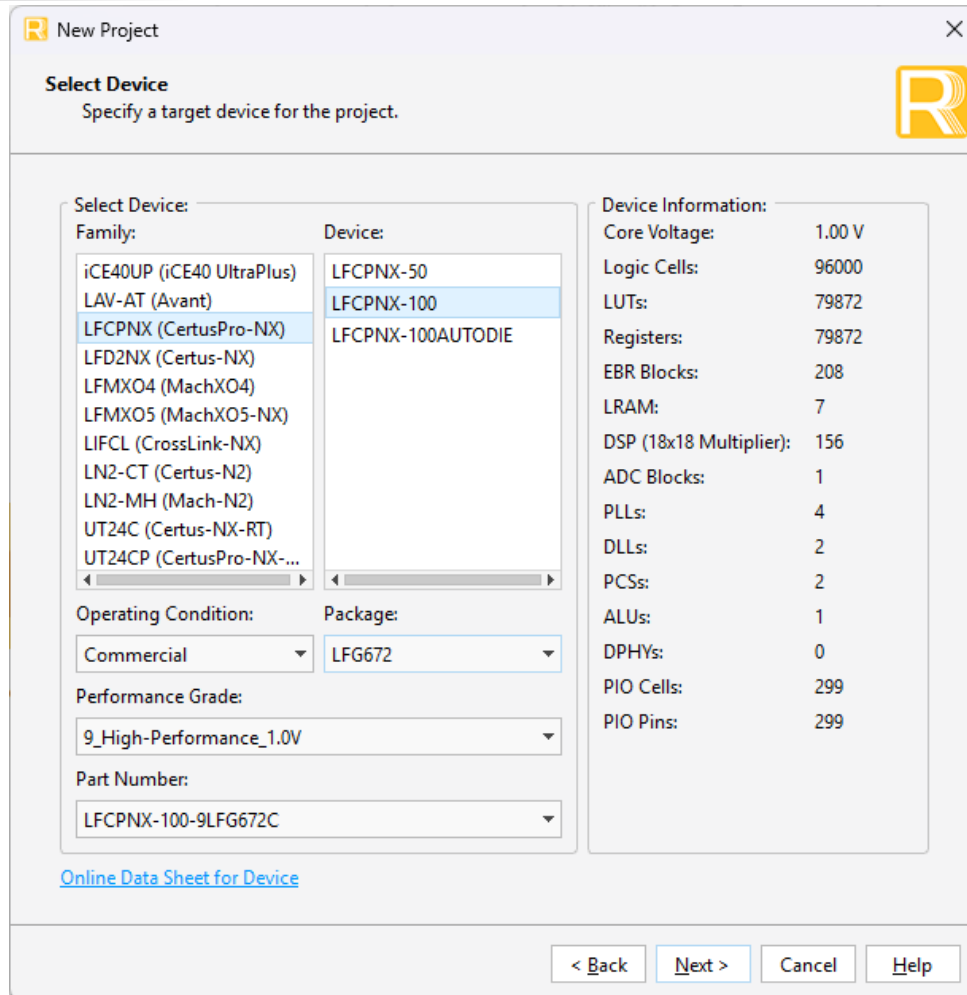 New Project
Select Device
Specify a target device for the project.
Select Device:
Family:
iCE40UP (iCE40 UltraPlus)
LAV-AT (Avant)
LFCPNX (CertusPro-NX)
LFD2NX (Certus-NX)
LFMXO4 (MachXO4)
LFMXO5 (MachXO5-NX)
LIFCL (CrossLink-NX)
LN2-CT (Certus-N2)
LN2-MH (Mach-N2)
UT24C (Certus-NX-RT)
UT24CP (CertusPro-NX-...
Device:
LFCPNX-50
LFCPNX-100
LFCPNX-100AUTODIE
Operating Condition:
Commercial
Package:
LFG672
Performance Grade:
9_High-Performance_1.0V
Part Number:
LFCPNX-100-9LFG672C
Device Information:
Core Voltage: 1.00 V
Logic Cells: 96000
LUTs: 79872
Registers: 79872
EBR Blocks: 208
LRAM: 7
DSP (18x18 Multiplier): 156
ADC Blocks: 1
PLLs: 4
DLLs: 2
PCSs: 2
ALUs: 1
DPHYs: 0
PIO Cells: 299
PIO Pins: 299
Online Data Sheet for Device
< Back
Next >
Cancel
Help